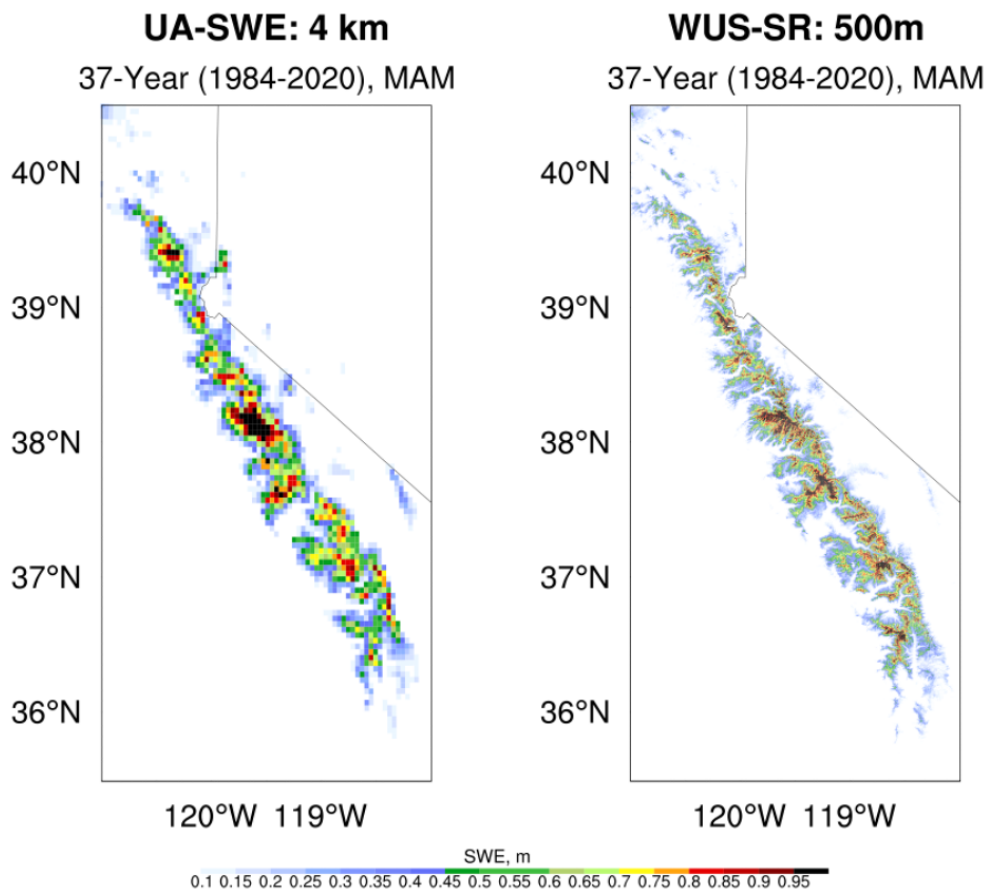 UA-SWE: 4 km
37-Year (1984-2020), MAM
40°N
39°N
38°N
37°N
36°N
120°W 119°W
WUS-SR: 500m
37-Year (1984-2020), MAM
40°N
39°N
38°N
37°N
36°N
120°W 119°W
SWE, m
0.1 0.15 0.2 0.25 0.3 0.35 0.4 0.45 0.5 0.55 0.6 0.65 0.7 0.75 0.8 0.85 0.9 0.95